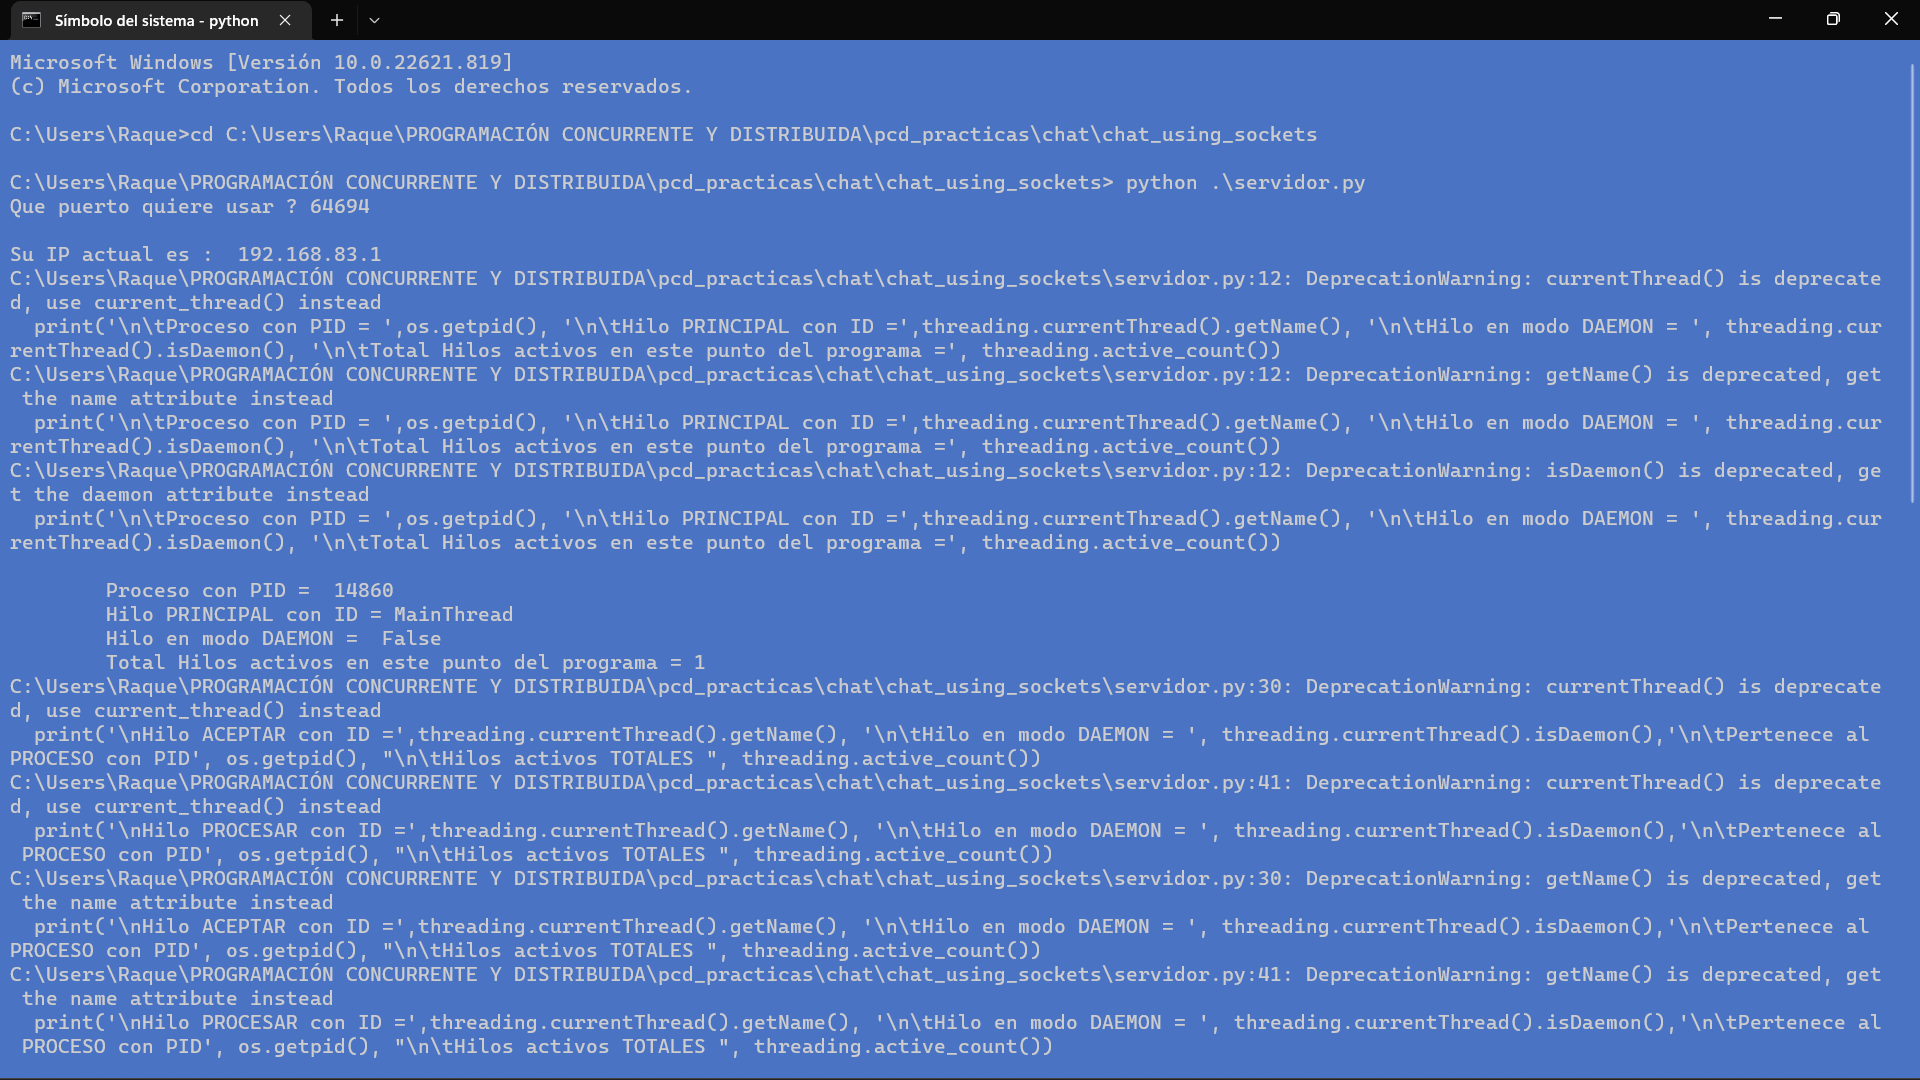 Símbolo del sistema - python
Microsoft Windows [Versión 10.0.22621.819]
(c) Microsoft Corporation. Todos los derechos reservados.
C:\Users\Raque>cd C:\Users\Raque\PROGRAMACIÓN CONCURRENTE Y DISTRIBUIDA\pcd_practicas\chat\chat_using_sockets
C:\Users\Raque\PROGRAMACIÓN CONCURRENTE Y DISTRIBUIDA\pcd_practicas\chat\chat_using_sockets> python .\servidor.py
Que puerto quiere usar ? 64694
Su IP actual es :  192.168.83.1
C:\Users\Raque\PROGRAMACIÓN CONCURRENTE Y DISTRIBUIDA\pcd_practicas\chat\chat_using_sockets\servidor.py:12: DeprecationWarning: currentThread() is deprecate
d, use current_thread() instead
  print('\n\tProceso con PID = ',os.getpid(), '\n\tHilo PRINCIPAL con ID =',threading.currentThread().getName(), '\n\tHilo en modo DAEMON = ', threading.cur
rentThread().isDaemon(), '\n\tTotal Hilos activos en este punto del programa =', threading.active_count())
C:\Users\Raque\PROGRAMACIÓN CONCURRENTE Y DISTRIBUIDA\pcd_practicas\chat\chat_using_sockets\servidor.py:12: DeprecationWarning: getName() is deprecated, get
 the name attribute instead
  print('\n\tProceso con PID = ',os.getpid(), '\n\tHilo PRINCIPAL con ID =',threading.currentThread().getName(), '\n\tHilo en modo DAEMON = ', threading.cur
rentThread().isDaemon(), '\n\tTotal Hilos activos en este punto del programa =', threading.active_count())
C:\Users\Raque\PROGRAMACIÓN CONCURRENTE Y DISTRIBUIDA\pcd_practicas\chat\chat_using_sockets\servidor.py:12: DeprecationWarning: isDaemon() is deprecated, ge
t the daemon attribute instead
  print('\n\tProceso con PID = ',os.getpid(), '\n\tHilo PRINCIPAL con ID =',threading.currentThread().getName(), '\n\tHilo en modo DAEMON = ', threading.cur
rentThread().isDaemon(), '\n\tTotal Hilos activos en este punto del programa =', threading.active_count())
        Proceso con PID =  14860
        Hilo PRINCIPAL con ID = MainThread
        Hilo en modo DAEMON =  False
        Total Hilos activos en este punto del programa = 1
C:\Users\Raque\PROGRAMACIÓN CONCURRENTE Y DISTRIBUIDA\pcd_practicas\chat\chat_using_sockets\servidor.py:30: DeprecationWarning: currentThread() is deprecate
d, use current_thread() instead
  print('\nHilo ACEPTAR con ID =',threading.currentThread().getName(), '\n\tHilo en modo DAEMON = ', threading.currentThread().isDaemon(),'\n\tPertenece al
PROCESO con PID', os.getpid(), "\n\tHilos activos TOTALES ", threading.active_count())
C:\Users\Raque\PROGRAMACIÓN CONCURRENTE Y DISTRIBUIDA\pcd_practicas\chat\chat_using_sockets\servidor.py:41: DeprecationWarning: currentThread() is deprecate
d, use current_thread() instead
  print('\nHilo PROCESAR con ID =',threading.currentThread().getName(), '\n\tHilo en modo DAEMON = ', threading.currentThread().isDaemon(),'\n\tPertenece al
 PROCESO con PID', os.getpid(), "\n\tHilos activos TOTALES ", threading.active_count())
C:\Users\Raque\PROGRAMACIÓN CONCURRENTE Y DISTRIBUIDA\pcd_practicas\chat\chat_using_sockets\servidor.py:30: DeprecationWarning: getName() is deprecated, get
 the name attribute instead
  print('\nHilo ACEPTAR con ID =',threading.currentThread().getName(), '\n\tHilo en modo DAEMON = ', threading.currentThread().isDaemon(),'\n\tPertenece al
PROCESO con PID', os.getpid(), "\n\tHilos activos TOTALES ", threading.active_count())
C:\Users\Raque\PROGRAMACIÓN CONCURRENTE Y DISTRIBUIDA\pcd_practicas\chat\chat_using_sockets\servidor.py:41: DeprecationWarning: getName() is deprecated, get
 the name attribute instead
  print('\nHilo PROCESAR con ID =',threading.currentThread().getName(), '\n\tHilo en modo DAEMON = ', threading.currentThread().isDaemon(),'\n\tPertenece al
 PROCESO con PID', os.getpid(), "\n\tHilos activos TOTALES ", threading.active_count())